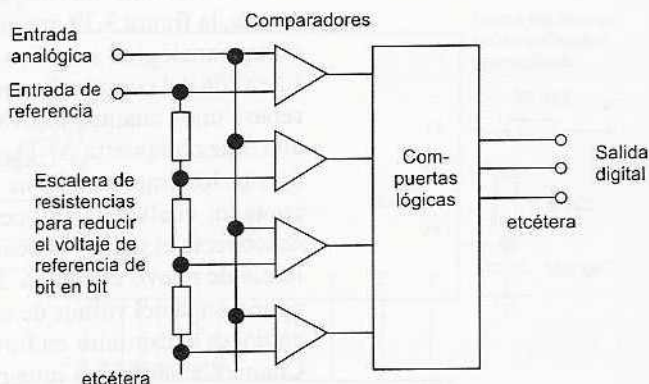 Comparadores
Entrada
analógica
Entrada de
referencia
Escalera de
resistencias
para reducir
el voltaje de
referencia de
bit en bit
etcétera
Com-
puertas
lógicas
Salida
digital
etcétera